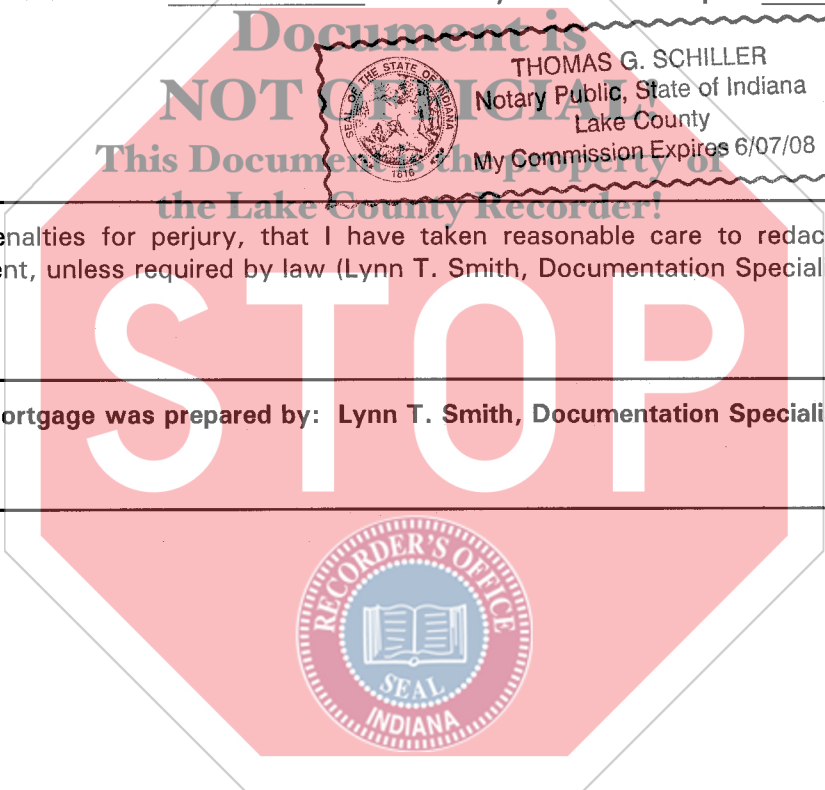 Document is
NOT OFFICIAL!
This Document is the property of
the Lake County Recorder!
THOMAS G. SCHILLER
Notary Public, State of Indiana
Lake County
My Commission Expires 6/07/08
SEAL OF THE STATE OF INDIANA
1816
enalties for perjury, that I have taken reasonable care to redac
ent, unless required by law (Lynn T. Smith, Documentation Special
STOP
ortgage was prepared by: Lynn T. Smith, Documentation Speciali
RECORDER'S OFFICE
SEAL
INDIANA